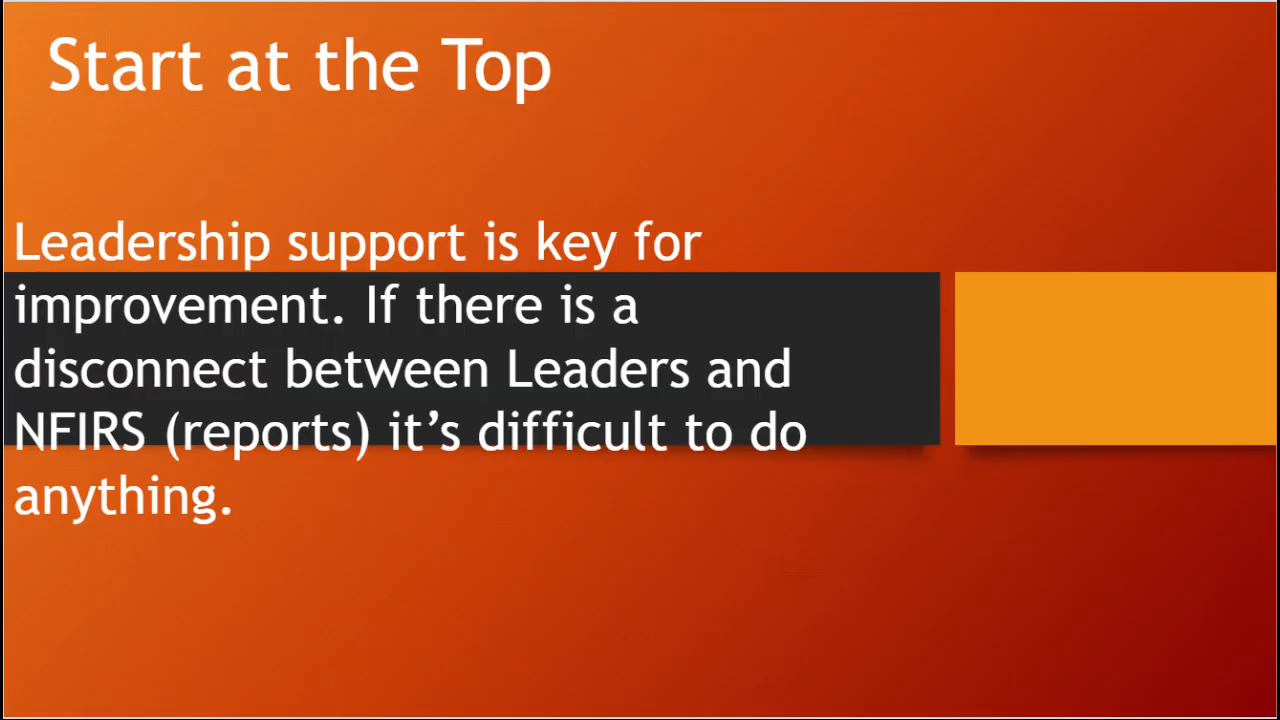 Start at the Top
Leadership support is key for
improvement. If there is a
disconnect between Leaders and
NFIRS (reports) it’s difficult to do
anything.